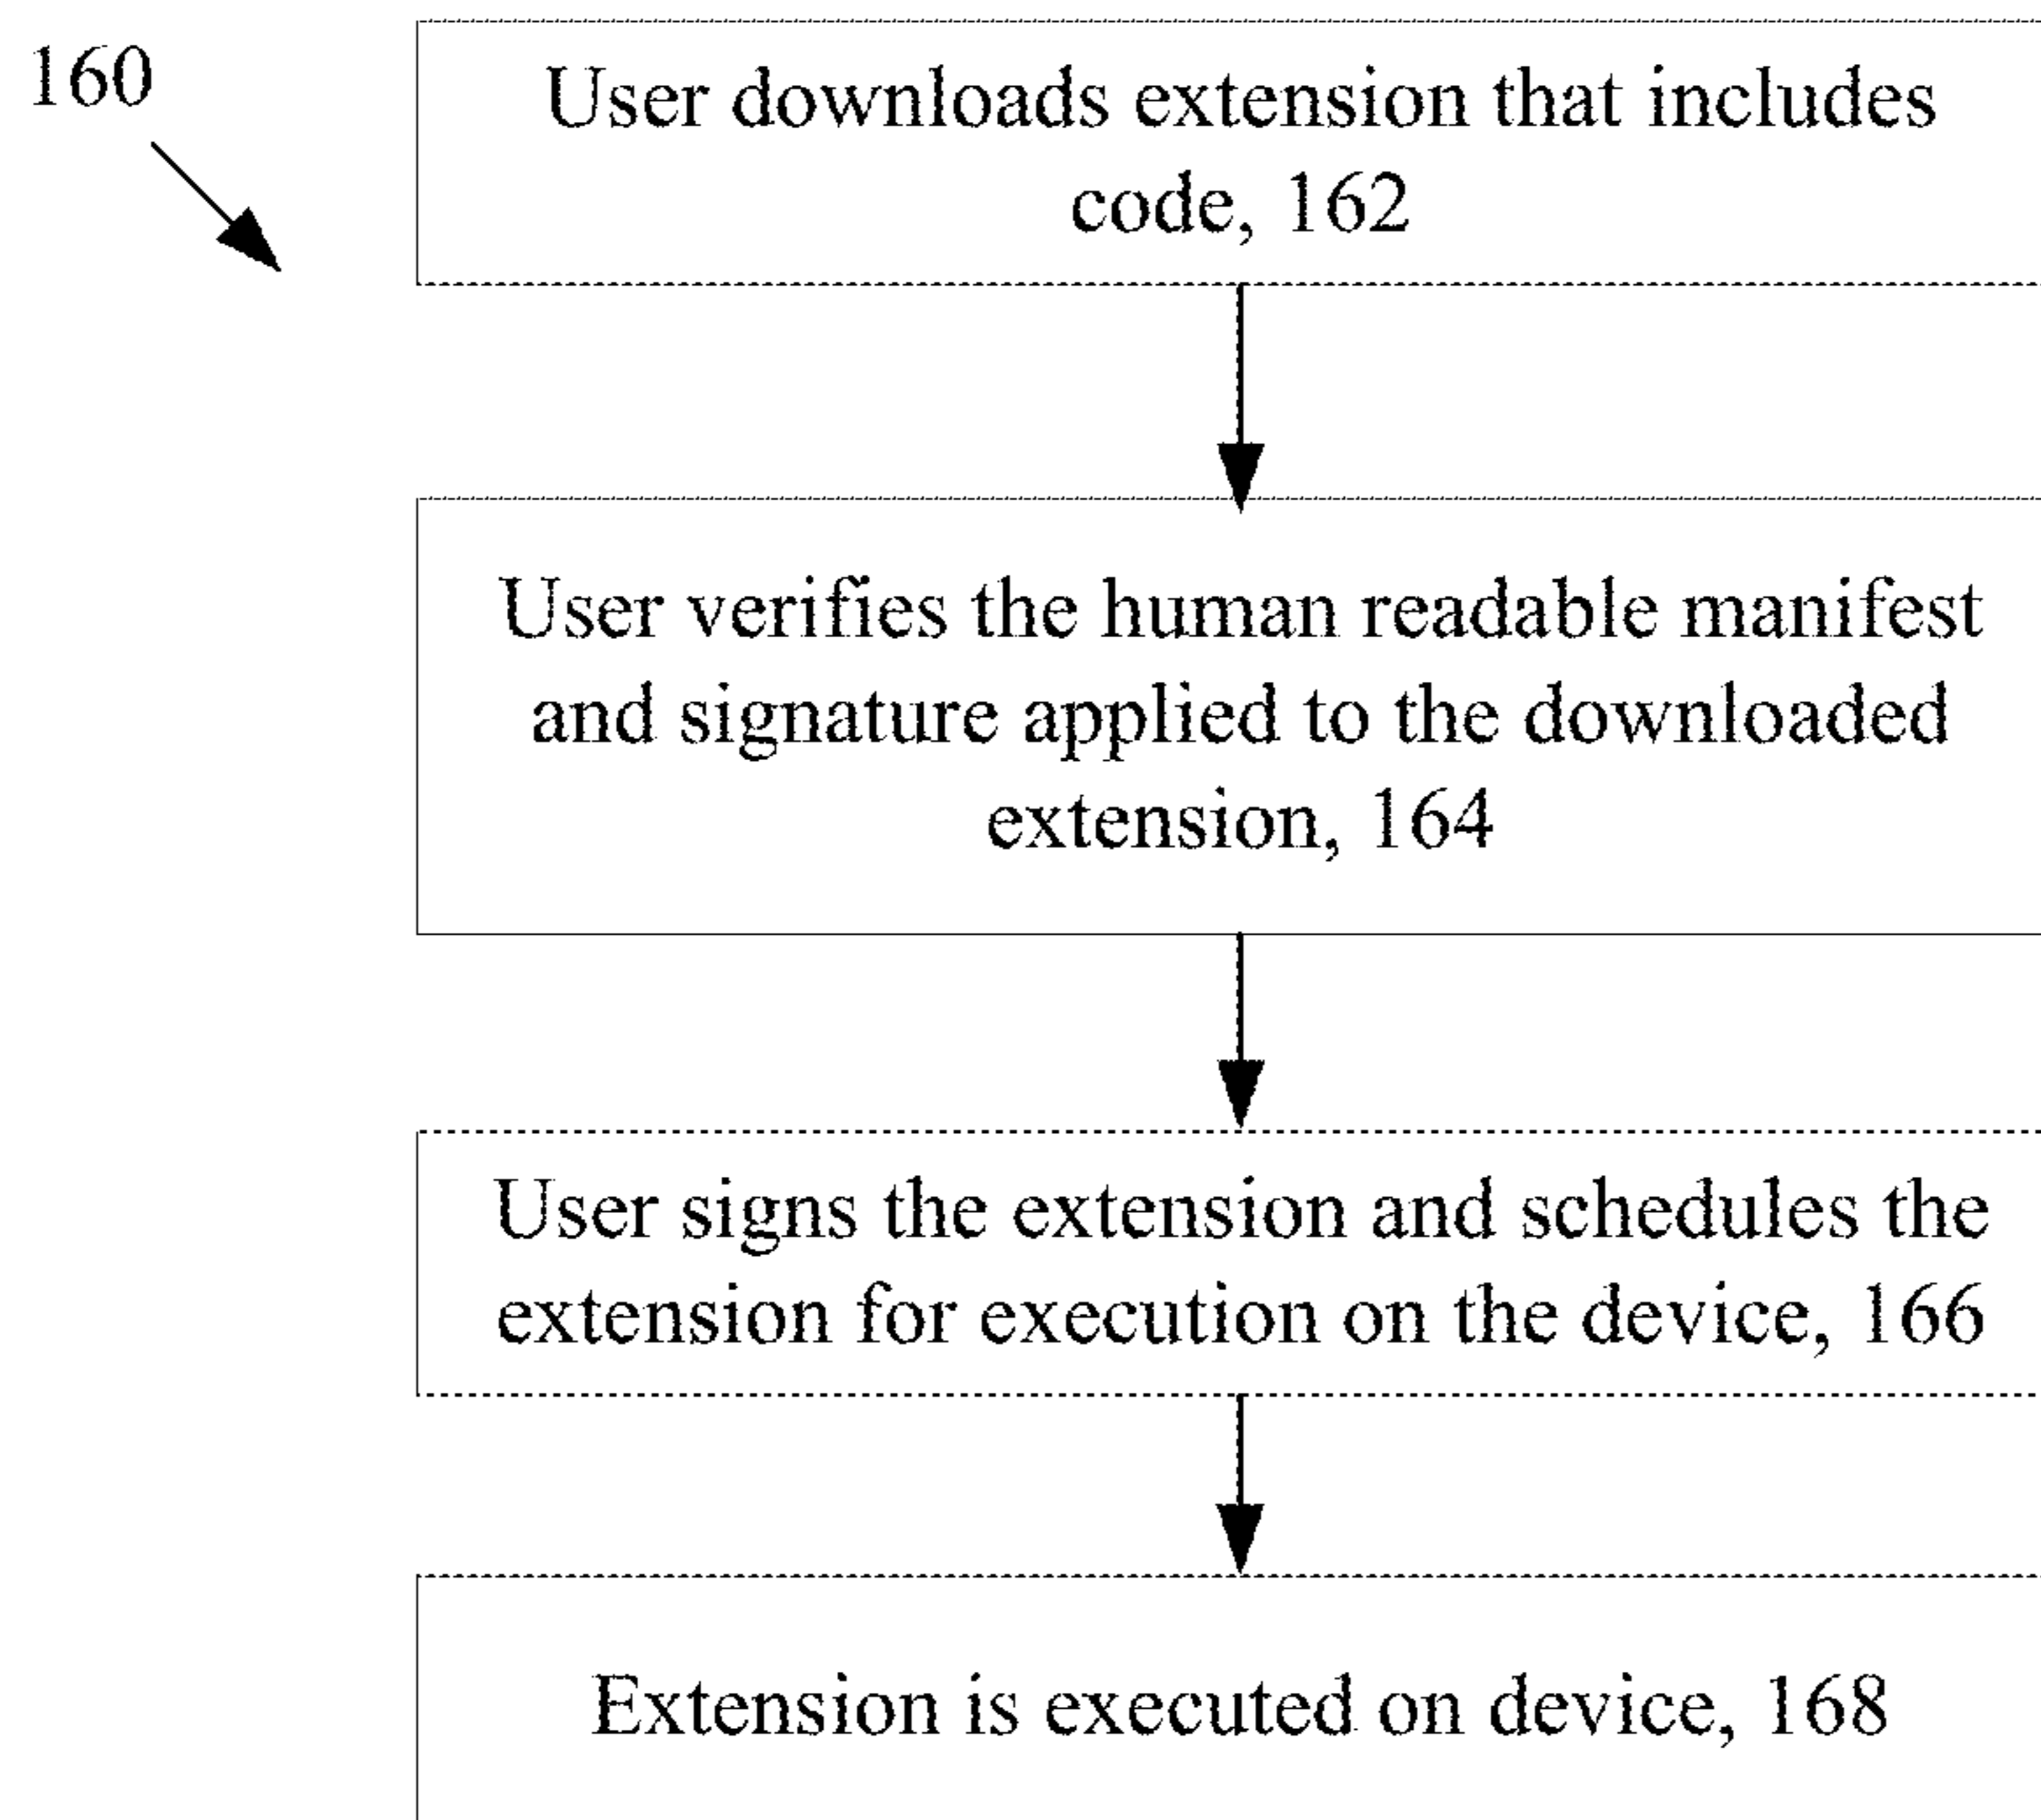 160
User downloads extension that includes
code, 162
User verifies the human readable manifest
and signature applied to the downloaded
extension, 164
User signs the extension and schedules the
extension for execution on the device, 166
Extension is executed on device, 168